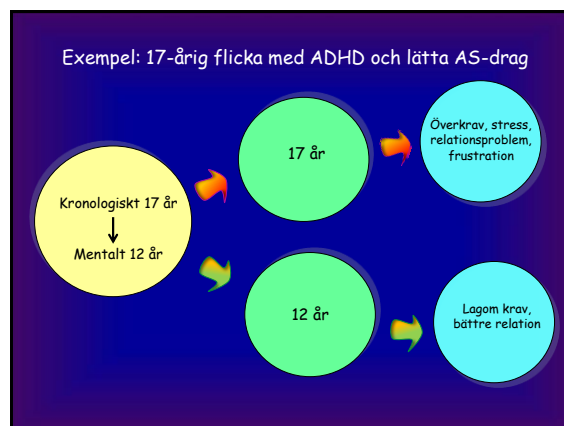 Exempel: 17-årig flicka med ADHD och lätta AS-drag
Kronologiskt 17 år
Mentalt 12 år
17 år
Överkrav, stress,
relationsproblem,
frustration
12 år
Lagom krav,
bättre relation